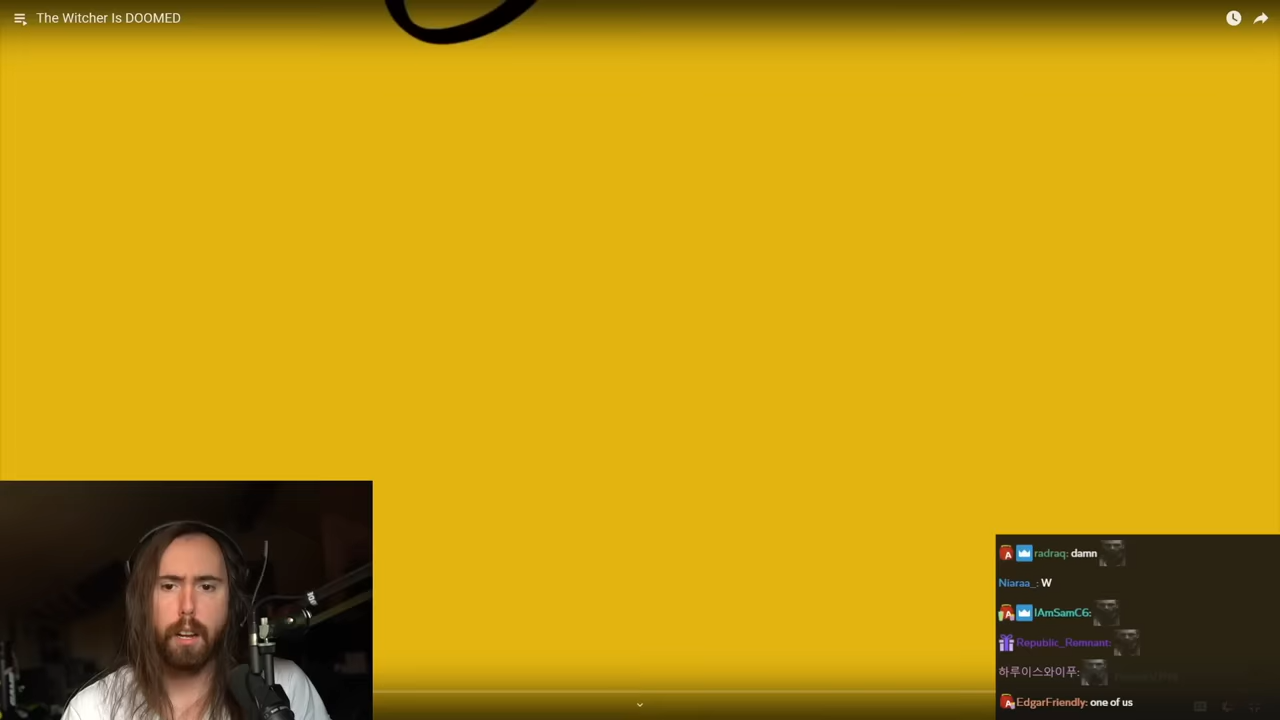 The Witcher Is DOOMED
radraq: damn
Niaraa_: W
IAmSamC6:
Republic_Remnant:
하루이스와이푸:
EdgarFriendly: one of us